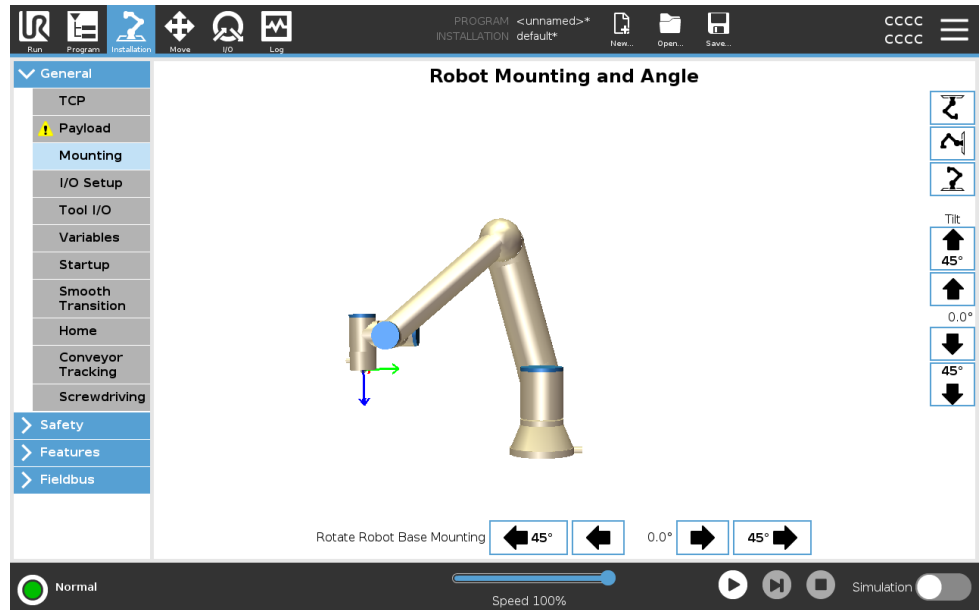 PROGRAM <unnamed>*
INSTALLATION default*
CCCC
CCCC
Run
Program
Installation
Move
I/O
Log
New...
Open...
Save...
General
TCP
Payload
Mounting
I/O Setup
Tool I/O
Variables
Startup
Smooth
Transition
Home
Conveyor
Tracking
Screwdriving
Safety
Features
Fieldbus
Robot Mounting and Angle
Tilt
45°
0.0°
45°
Rotate Robot Base Mounting 45° 0.0° 45°
Normal
Speed 100%
Simulation